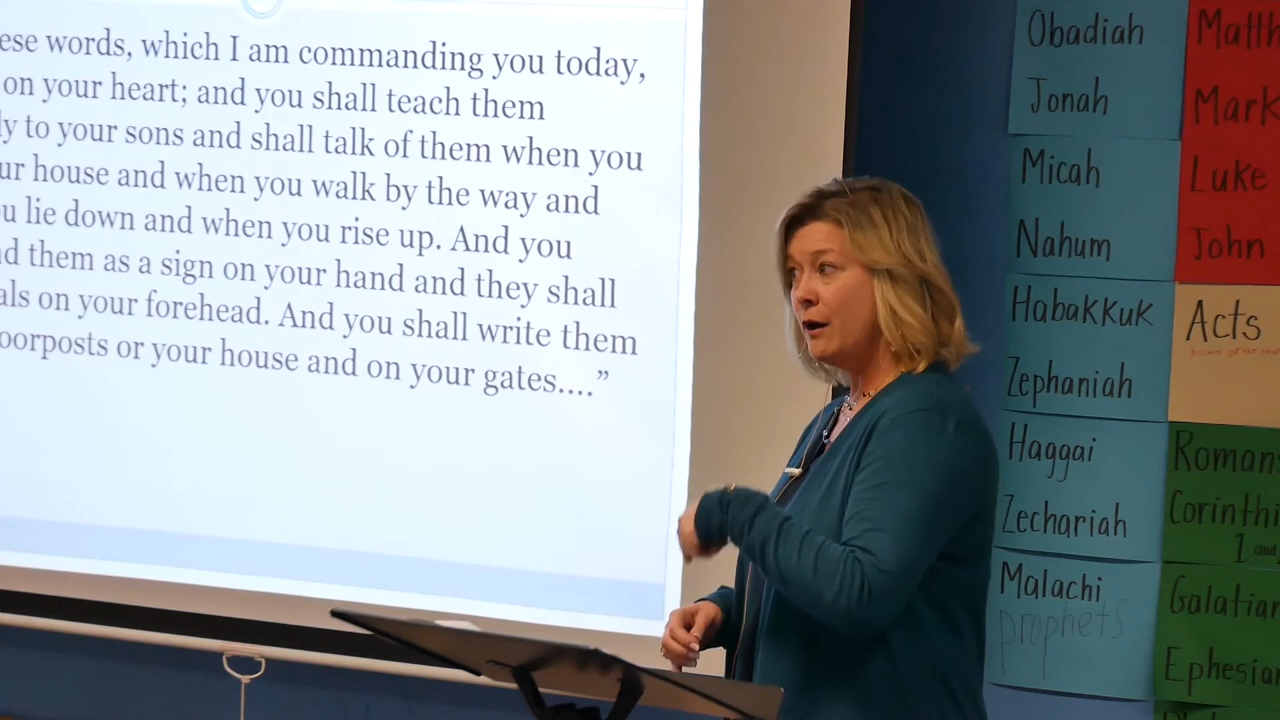 ese words, which I am commanding you today,
on your heart; and you shall teach them
ly to your sons and shall talk of them when you
ur house and when you walk by the way and
u lie down and when you rise up. And you
d them as a sign on your hand and they shall
als on your forehead. And you shall write them
oorposts or your house and on your gates....”
Obadiah
Jonah
Micah
Nahum
Habakkuk
Zephaniah
Haggai
Zechariah
Malachi
prophets
Matth
Mark
Luke
John
Acts
Romans
Corinthi
1 and
Galatian
Ephesian